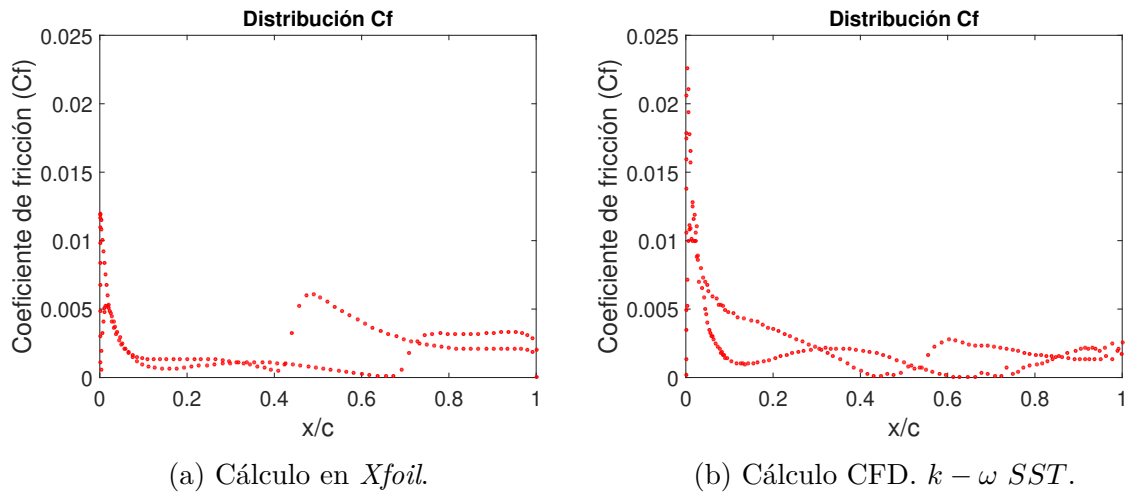 Distribución Cf
0.025
0.02
0.015
0.01
0.005
0
Coeficiente de fricción (Cf)
0 0.2 0.4 0.6 0.8 1
x/c
(a) Cálculo en Xfoil.
Distribución Cf
0.025
0.02
0.015
0.01
0.005
0
Coeficiente de fricción (Cf)
0 0.2 0.4 0.6 0.8 1
x/c
(b) Cálculo CFD. k − ω SST.